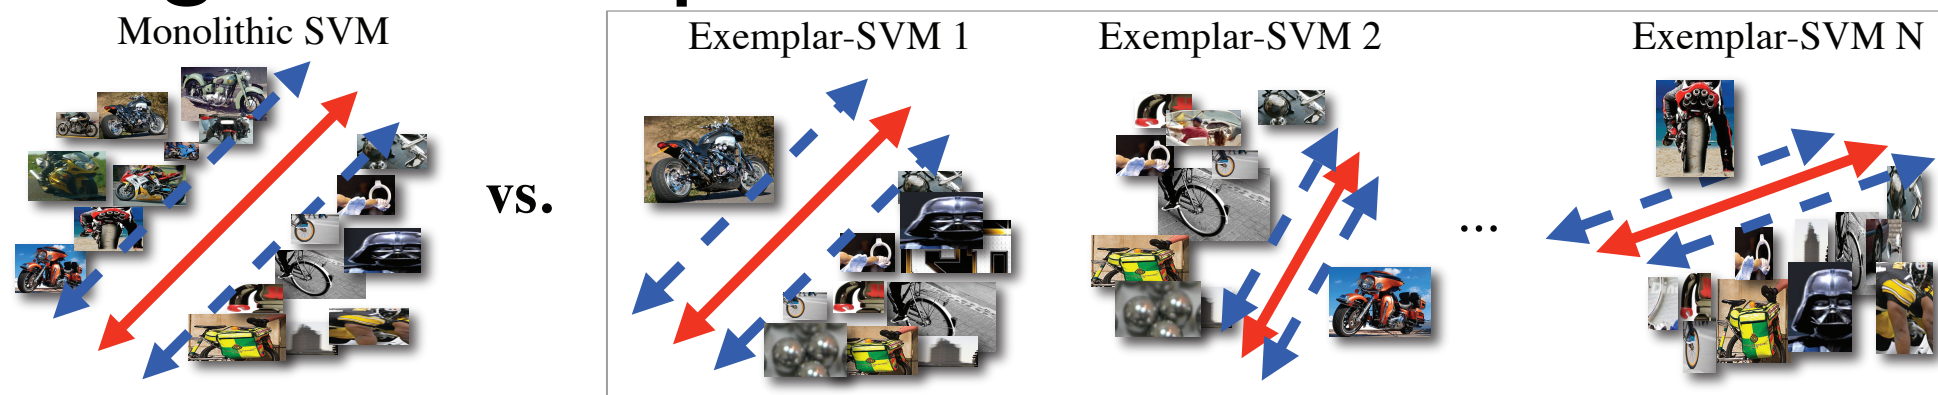 Monolithic SVM
vs.
Exemplar-SVM 1
Exemplar-SVM 2
...
Exemplar-SVM N